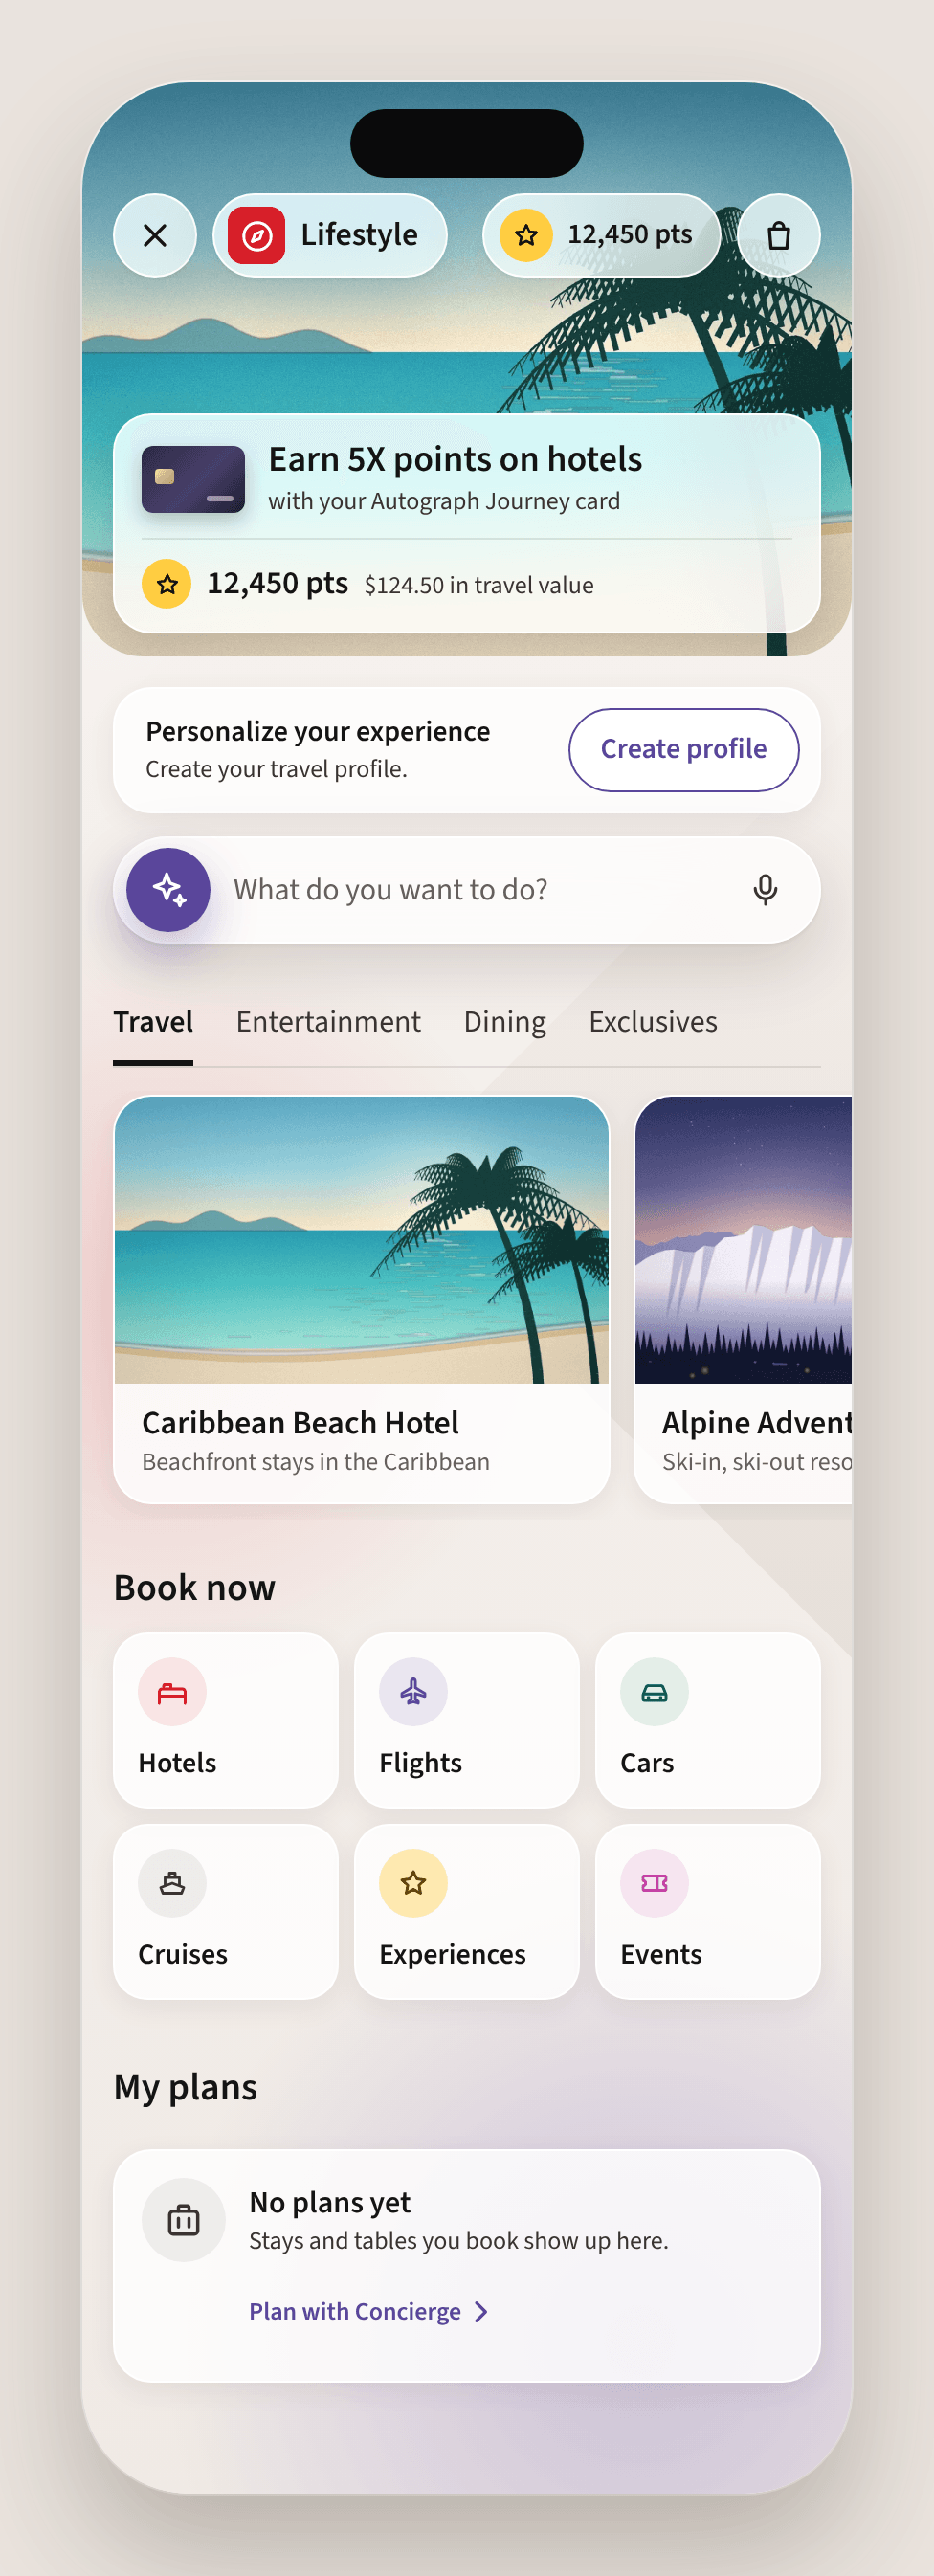 Lifestyle
12,450 pts
Earn 5X points on hotels
with your Autograph Journey card
12,450 pts $124.50 in travel value
Personalize your experience
Create your travel profile.
Create profile
What do you want to do?
Travel Entertainment Dining Exclusives
Caribbean Beach Hotel
Beachfront stays in the Caribbean
Alpine Advent
Ski-in, ski-out reso
Book now
Hotels
Flights
Cars
Cruises
Experiences
Events
My plans
No plans yet
Stays and tables you book show up here.
Plan with Concierge